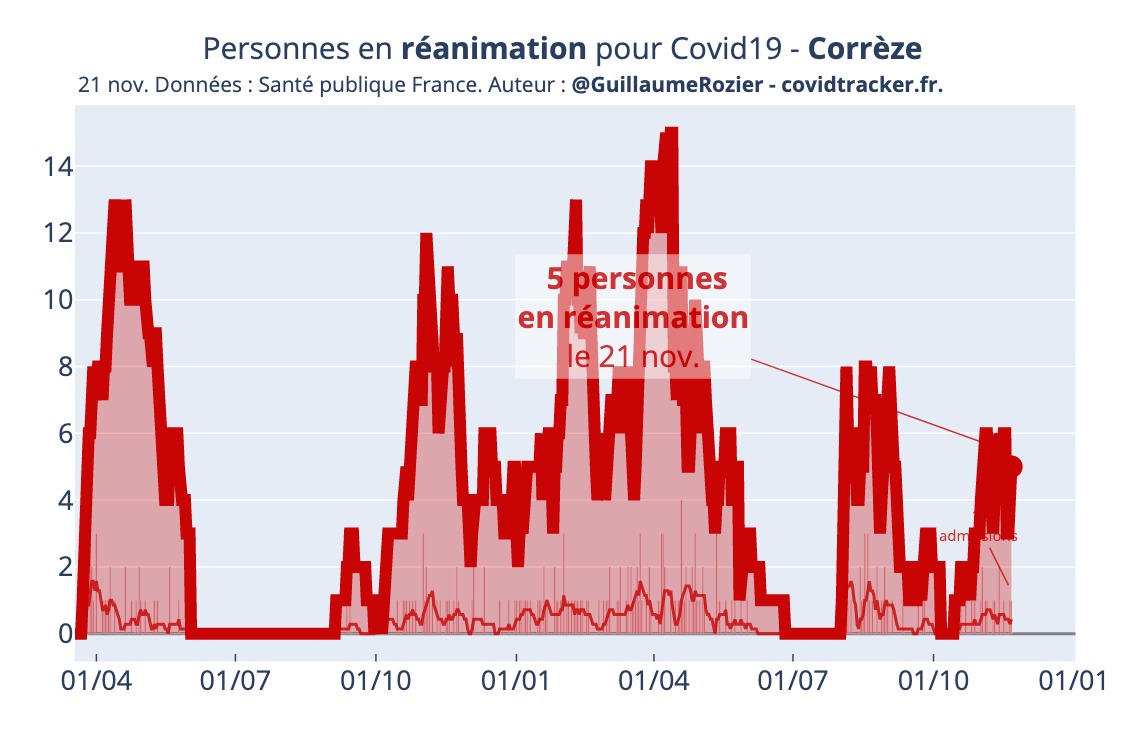 Personnes en réanimation pour Covid19 - Corrèze
21 nov. Données : Santé publique France. Auteur : @GuillaumeRozier - covidtracker.fr.
14
12
10
8
6
4
2
0
5 personnes
en réanimation
le 21 nov.
admissions
01/04 01/07 01/10 01/01 01/04 01/07 01/10 01/01